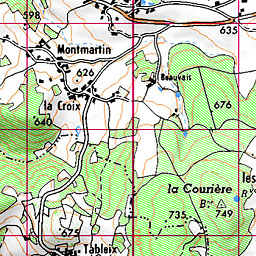 598
635
Montmartin
626
Beauvais
la Croix
676
640
les
la Courière
R
B
749
735
675
Tableix